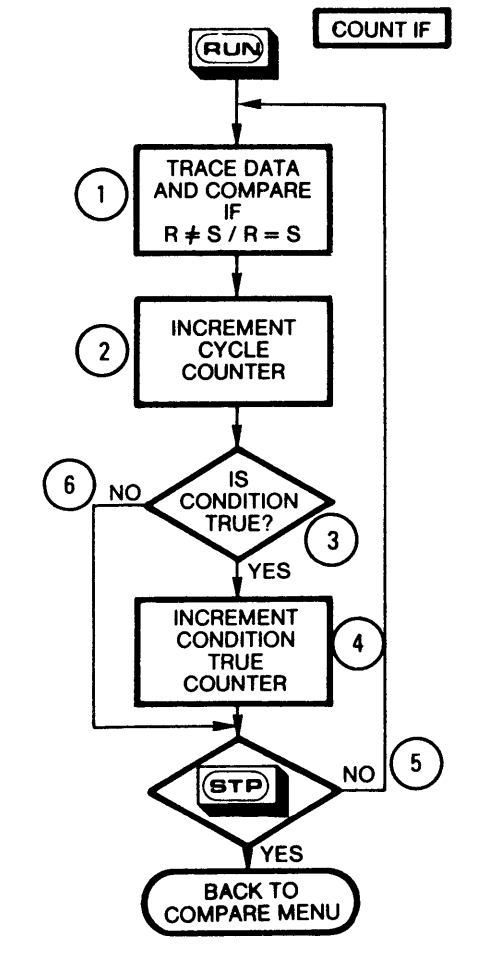 COUNT IF
RUN
1
TRACE DATA
AND COMPARE
IF
R ≠ S / R = S
2
INCREMENT
CYCLE
COUNTER
6
NO
IS
CONDITION
TRUE?
3
YES
INCREMENT
CONDITION
TRUE
COUNTER
4
STP
NO
5
YES
BACK TO
COMPARE MENU